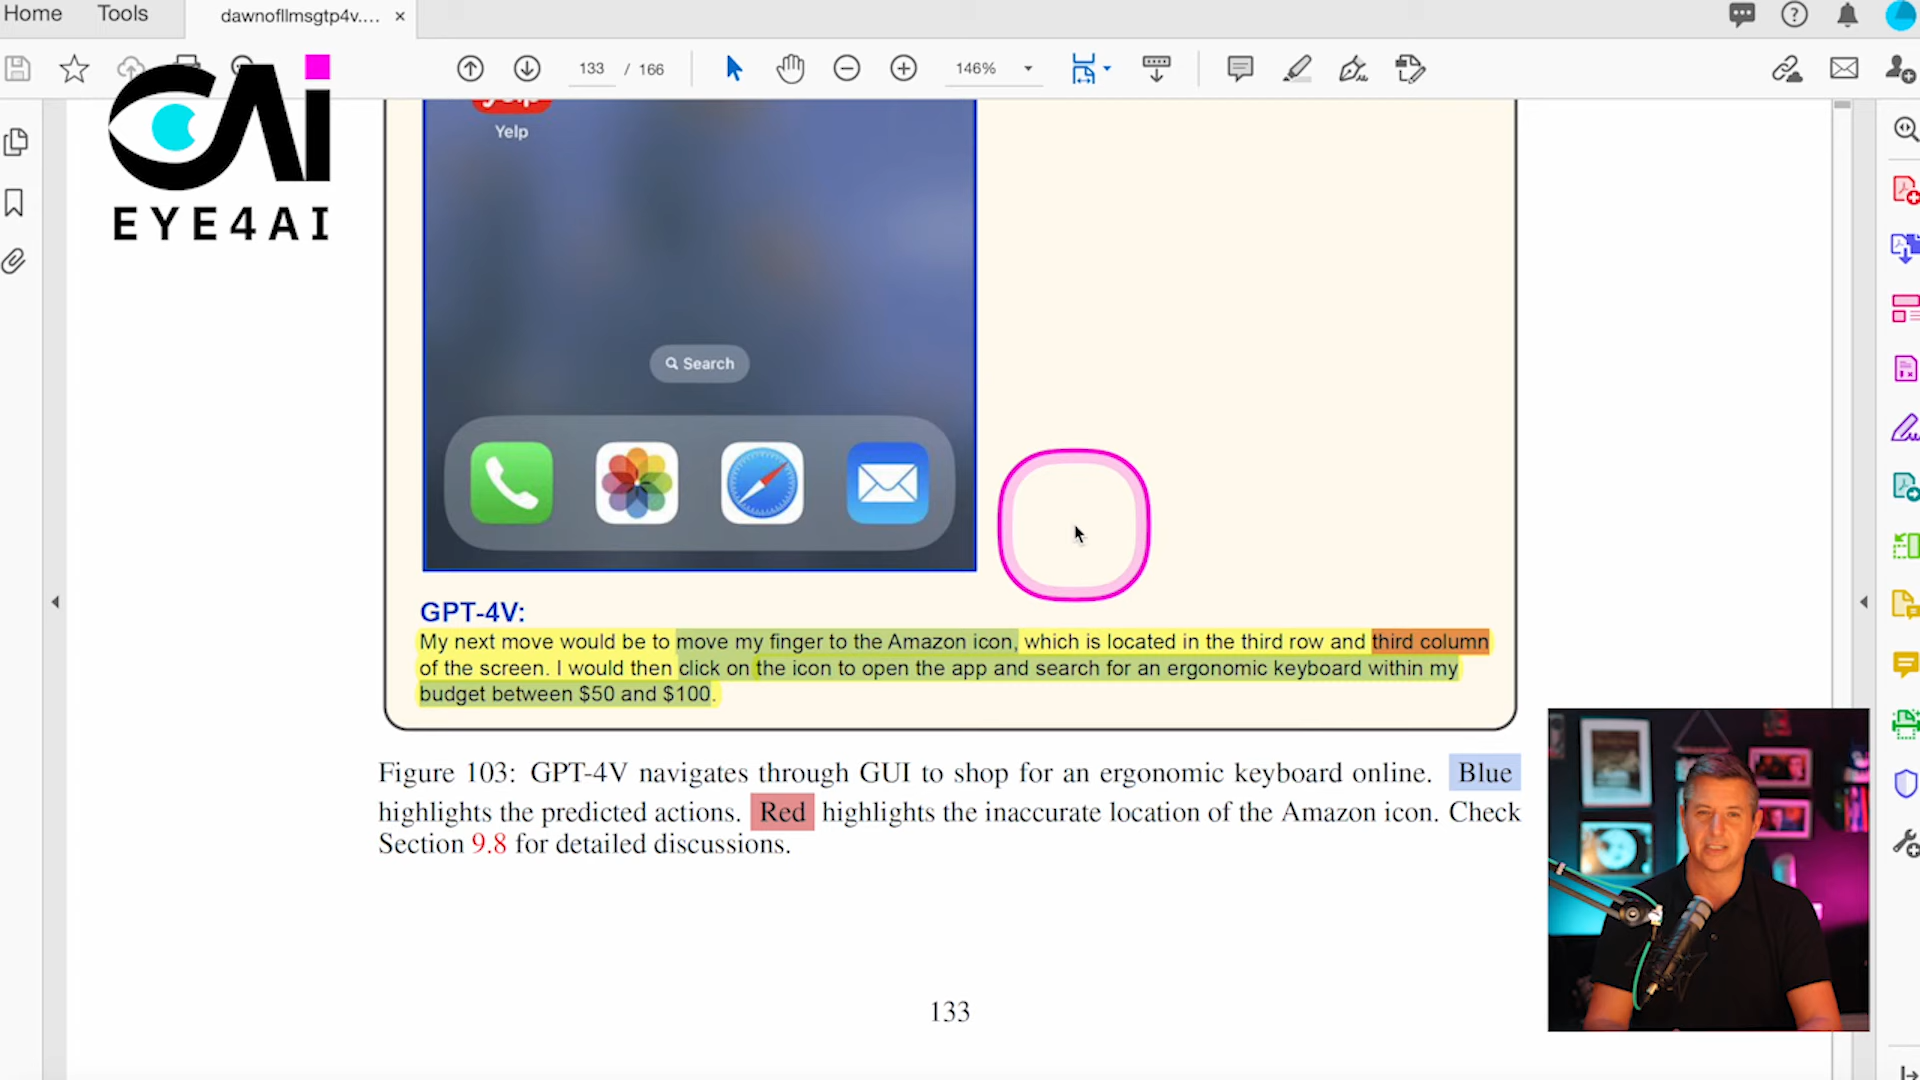 Home Tools dawnofllmsgtp4v....
133 / 166 146%
EYE4AI
Yelp
Search
GPT-4V:
My next move would be to move my finger to the Amazon icon, which is located in the third row and third column
of the screen. I would then click on the icon to open the app and search for an ergonomic keyboard within my
budget between $50 and $100.
Figure 103: GPT-4V navigates through GUI to shop for an ergonomic keyboard online. Blue
highlights the predicted actions. Red highlights the inaccurate location of the Amazon icon. Check
Section 9.8 for detailed discussions.
133